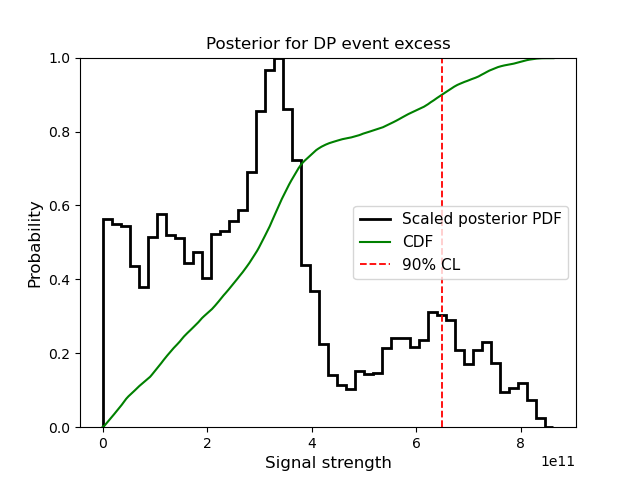 Posterior for DP event excess
1.0
0.8
0.6
0.4
0.2
0.0
Probability
Scaled posterior PDF
CDF
90% CL
0 2 4 6 8
1e11
Signal strength